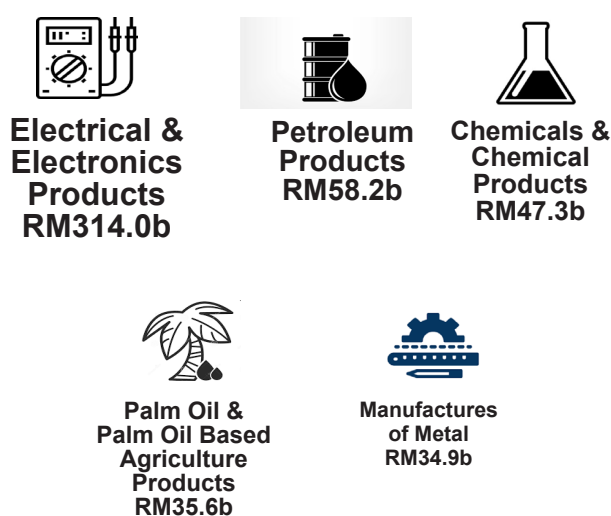 Electrical &
Electronics
Products
RM314.0b
Petroleum
Products
RM58.2b
Chemicals &
Chemical
Products
RM47.3b
Palm Oil &
Palm Oil Based
Agriculture
Products
RM35.6b
Manufactures
of Metal
RM34.9b